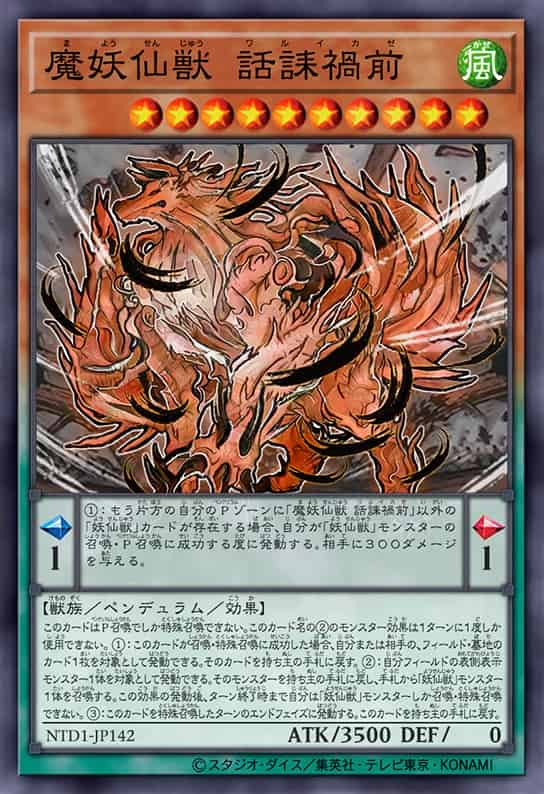 魔妖仙獣 話誅禍前
ワルイカゼ
風
①:もう片方の自分のPゾーンに「魔妖仙獣 話誅禍前」以外の
「妖仙獣」カードが存在する場合、自分が「妖仙獣」モンスターの
召喚・P召喚に成功する度に発動する。相手に300ダメージ
を与える。
1
1
【獣族/ペンデュラム/効果】
このカードはP召喚でしか特殊召喚できない。このカード名の②のモンスター効果は1ターンに1度しか
使用できない。①:このカードが召喚・特殊召喚に成功した場合、自分または相手の、フィールド・墓地の
カード1枚を対象として発動できる。そのカードを持ち主の手札に戻す。②:自分フィールドの表側表示
モンスター1体を対象として発動できる。そのモンスターを持ち主の手札に戻し、手札から「妖仙獣」モンスター
1体を召喚する。この効果の発動後、ターン終了時まで自分は「妖仙獣」モンスターしか召喚・特殊召喚
できない。③:このカードを特殊召喚したターンのエンドフェイズに発動する。このカードを持ち主の手札に戻す。
NTD1-JP142
ATK/3500 DEF/ 0
©スタジオ・ダイス/集英社・テレビ東京・KONAMI